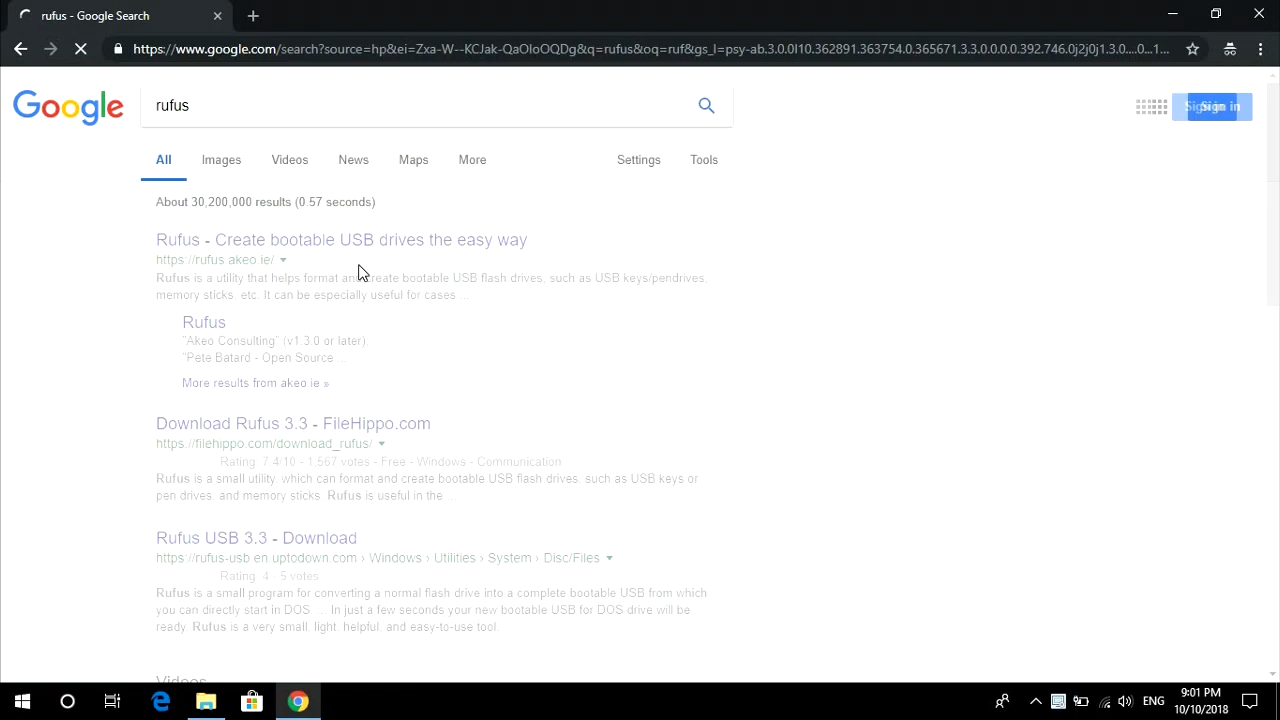 rufus - Google Search
https://www.google.com/search?source=hp&ei=Zxa-W--KCJak-QaOloOQDg&q=rufus&oq=ruf&gs_l=psy-ab.3.0.0l10.362891.363754.0.365671.3.3.0.0.0.0.392.746.0j2j0j1.3.0....0...1...
Google
rufus
Sign in
All
Images
Videos
News
Maps
More
Settings
Tools
About 30,200,000 results (0.57 seconds)
Rufus - Create bootable USB drives the easy way
https://rufus.akeo.ie/
Rufus is a utility that helps format and create bootable USB flash drives, such as USB keys/pendrives,
memory sticks, etc. It can be especially useful for cases ...
Rufus
"Akeo Consulting" (v1.3.0 or later).
"Pete Batard - Open Source ...
More results from akeo.ie »
Download Rufus 3.3 - FileHippo.com
https://filehippo.com/download_rufus/
Rating: 7.4/10 - 1,567 votes - Free - Windows - Communication
Rufus is a small utility, which can format and create bootable USB flash drives, such as USB keys or
pen drives, and memory sticks. Rufus is useful in the ...
Rufus USB 3.3 - Download
https://rufus-usb.en.uptodown.com › Windows › Utilities › System › Disc/Files
Rating: 4 - 5 votes
Rufus is a small program for converting a normal flash drive into a complete bootable USB from which
you can directly start in DOS. ... In just a few seconds your new bootable USB for DOS drive will be
ready. Rufus is a very small, light, helpful, and easy-to-use tool.
Videos
ENG
9:01 PM
10/10/2018